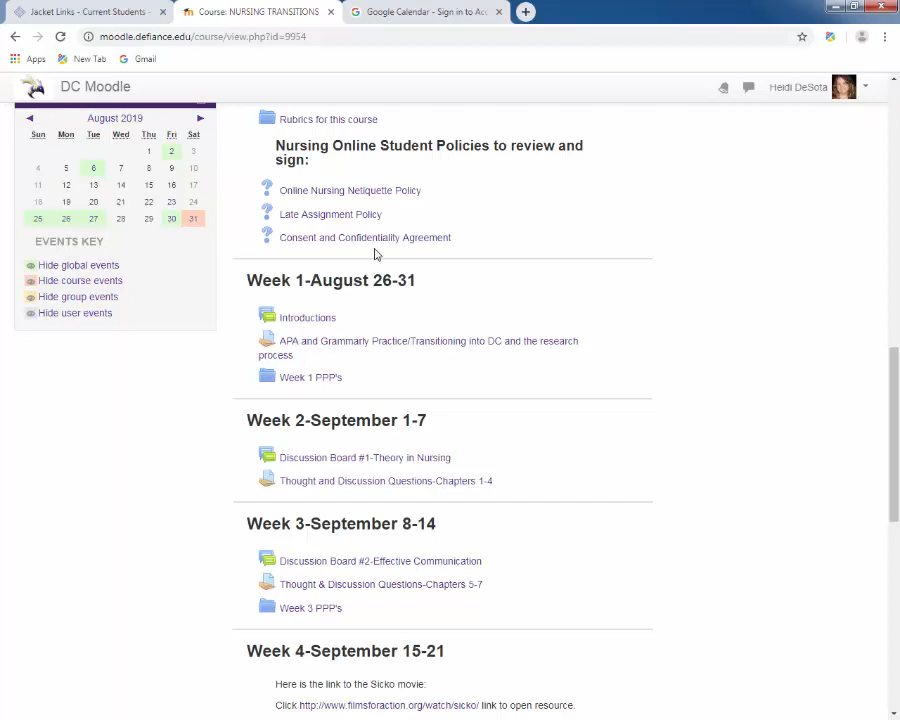 Jacket Links - Current Students -
Course: NURSING TRANSITIONS
Google Calendar - Sign in to Acc
moodle.defiance.edu/course/view.php?id=9954
Apps New Tab Gmail
DC Moodle
Heidi DeSota
August 2019
Sun Mon Tue Wed Thu Fri Sat
1 2 3
4 5 6 7 8 9 10
11 12 13 14 15 16 17
18 19 20 21 22 23 24
25 26 27 28 29 30 31
EVENTS KEY
Hide global events
Hide course events
Hide group events
Hide user events
Rubrics for this course
Nursing Online Student Policies to review and
sign:
Online Nursing Netiquette Policy
Late Assignment Policy
Consent and Confidentiality Agreement
Week 1-August 26-31
Introductions
APA and Grammarly Practice/Transitioning into DC and the research
process
Week 1 PPP's
Week 2-September 1-7
Discussion Board #1-Theory in Nursing
Thought and Discussion Questions-Chapters 1-4
Week 3-September 8-14
Discussion Board #2-Effective Communication
Thought & Discussion Questions-Chapters 5-7
Week 3 PPP's
Week 4-September 15-21
Here is the link to the Sicko movie:
Click http://www.filmsforaction.org/watch/sicko/ link to open resource.